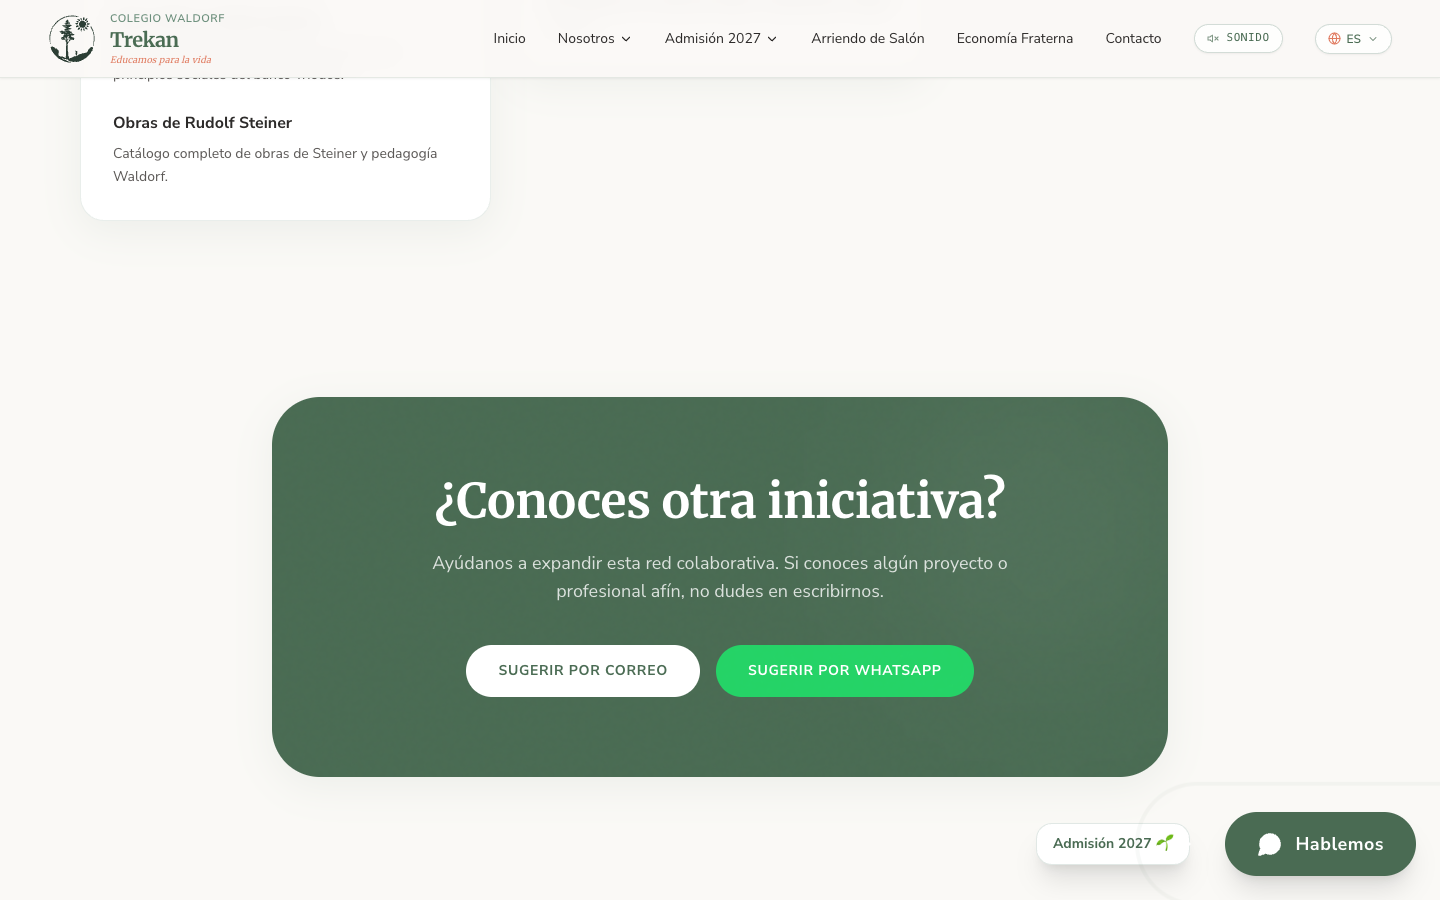 COLEGIO WALDORF
Trekan
Educamos para la vida
Inicio
Nosotros
Admisión 2027
Arriendo de Salón
Economía Fraterna
Contacto
SONIDO
ES
Obras de Rudolf Steiner
Catálogo completo de obras de Steiner y pedagogía
Waldorf.
¿Conoces otra iniciativa?
Ayúdanos a expandir esta red colaborativa. Si conoces algún proyecto o
profesional afín, no dudes en escribirnos.
SUGERIR POR CORREO
SUGERIR POR WHATSAPP
Admisión 2027
Hablemos